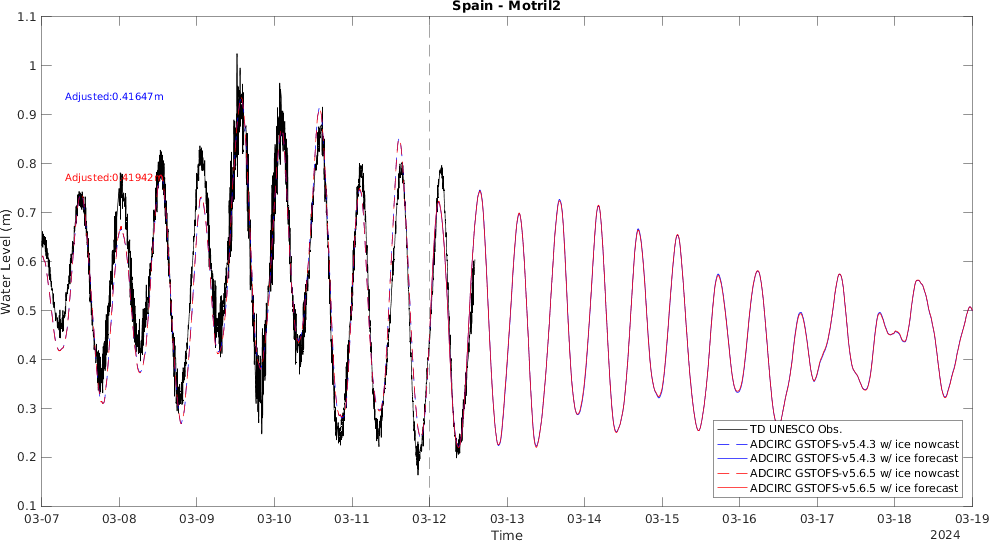 Spain - Motril2
1.1
1
0.9
0.8
0.7
0.6
0.5
0.4
0.3
0.2
0.1
Water Level (m)
Adjusted:0.41647m
Adjusted:0.41942m
TD UNESCO Obs.
ADCIRC GSTOFS-v5.4.3 w/ ice nowcast
ADCIRC GSTOFS-v5.4.3 w/ ice forecast
ADCIRC GSTOFS-v5.6.5 w/ ice nowcast
ADCIRC GSTOFS-v5.6.5 w/ ice forecast
03-07 03-08 03-09 03-10 03-11 03-12 03-13 03-14 03-15 03-16 03-17 03-18 03-19
Time
2024